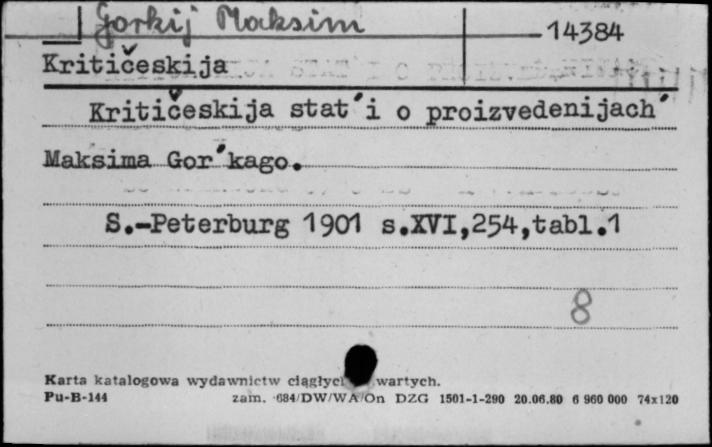 Gorkij Maksim
14384
Kritičeskija
Kritičeskija stat'i o proizvedenijach'
Maksima Gor'kago.
S.-Peterburg 1901 s.XVI,254,tabl.1
8
Karta katalogowa wydawnictw ciągłyc wartych.
Pu-B-144 zam. 684/DW/WA/On DZG 1501-1-290 20.06.80 6 960 000 74x120